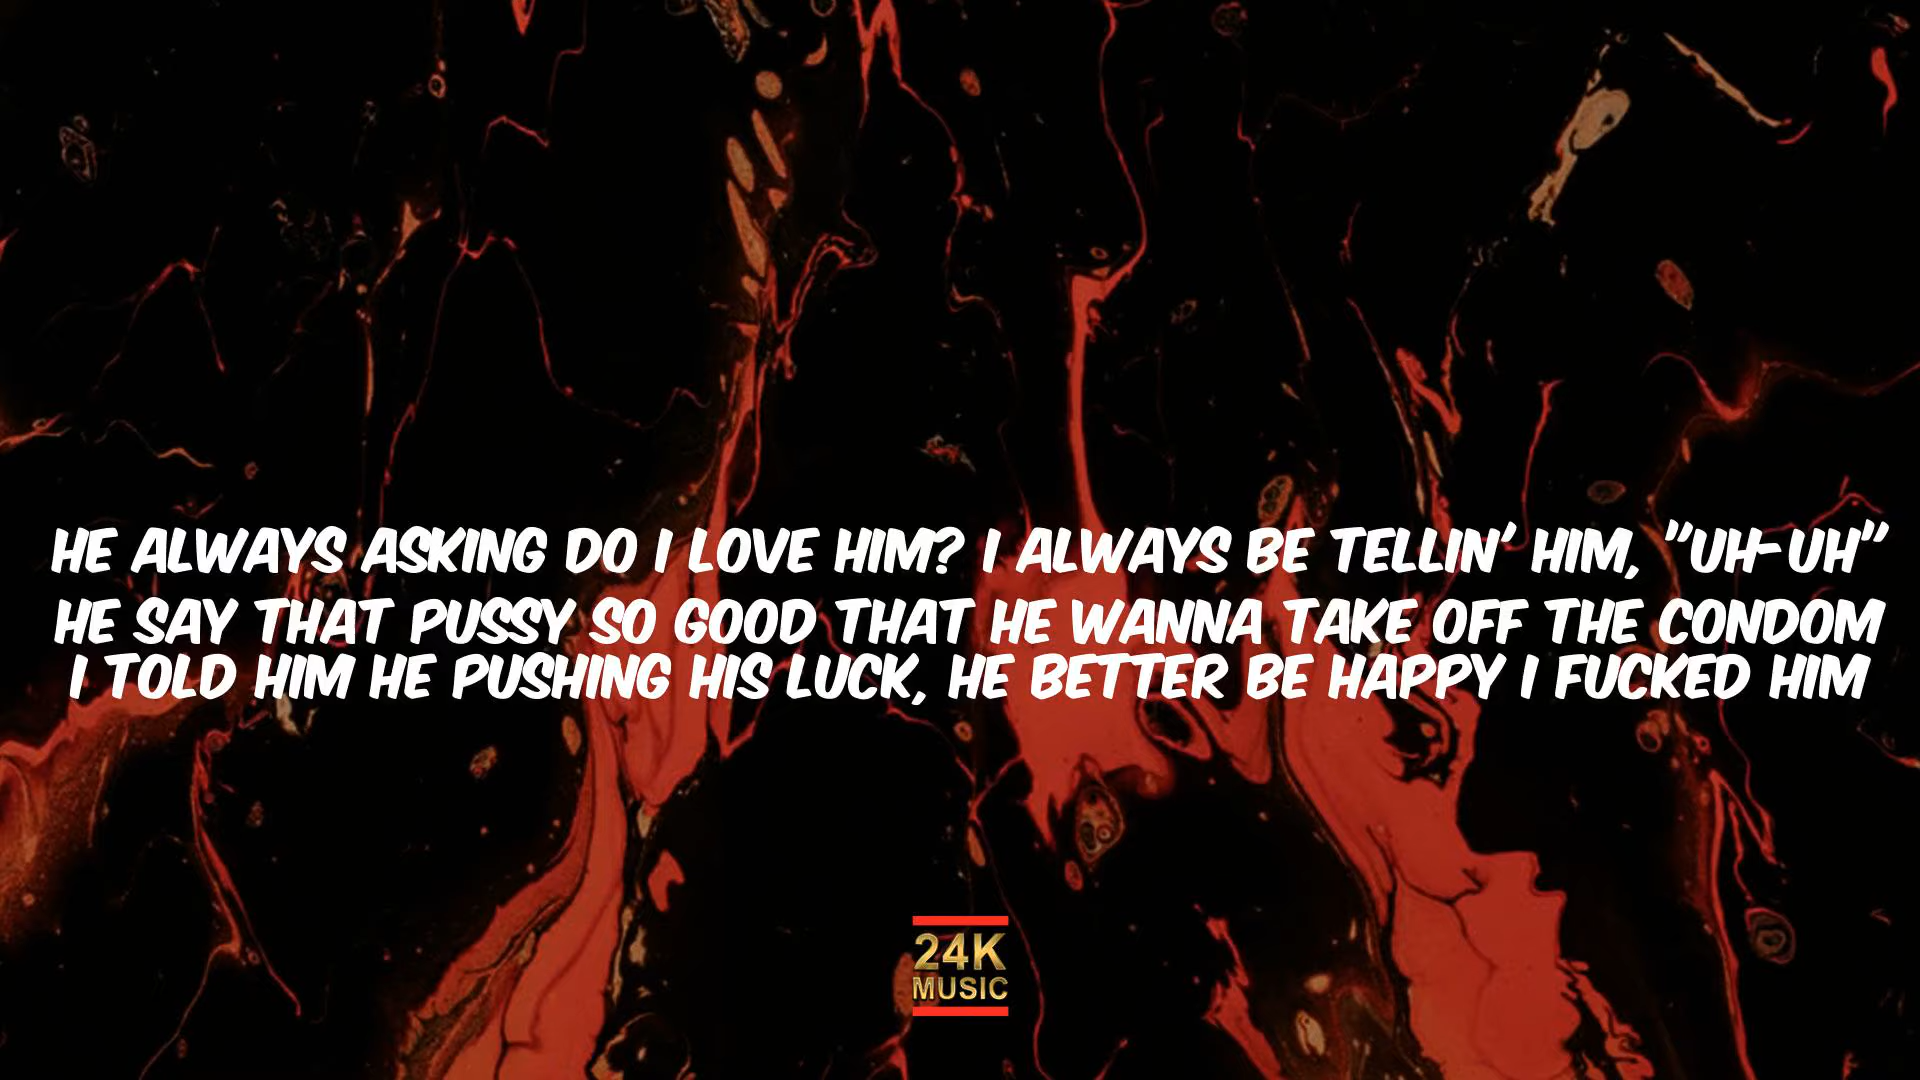 HE ALWAYS ASKING DO I LOVE HIM? I ALWAYS BE TELLIN' HIM, "UH-UH"
HE SAY THAT PUSSY SO GOOD THAT HE WANNA TAKE OFF THE CONDOM
I TOLD HIM HE PUSHING HIS LUCK, HE BETTER BE HAPPY I FUCKED HIM
24K
MUSIC